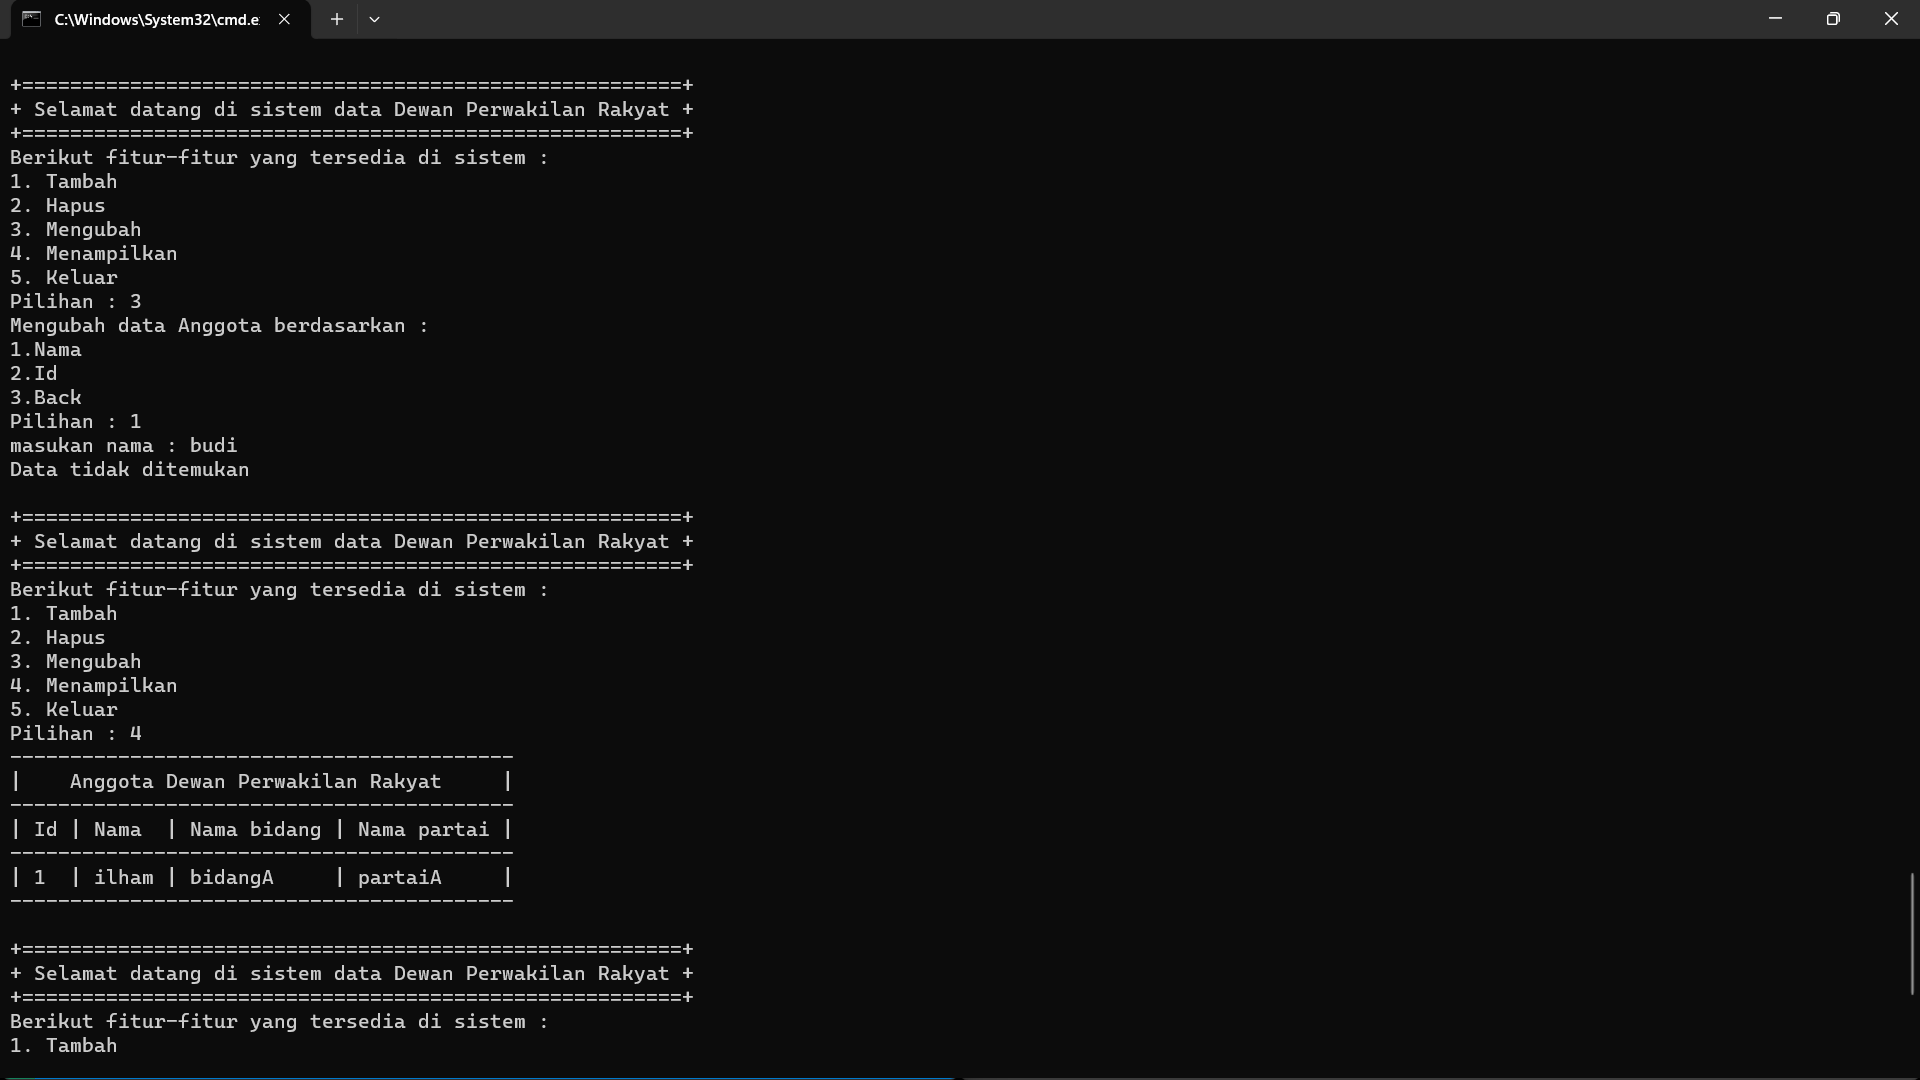 C:\Windows\System32\cmd.e
+=======================================================+
+ Selamat datang di sistem data Dewan Perwakilan Rakyat +
+=======================================================+
Berikut fitur-fitur yang tersedia di sistem :
1. Tambah
2. Hapus
3. Mengubah
4. Menampilkan
5. Keluar
Pilihan : 3
Mengubah data Anggota berdasarkan :
1.Nama
2.Id
3.Back
Pilihan : 1
masukan nama : budi
Data tidak ditemukan
+=======================================================+
+ Selamat datang di sistem data Dewan Perwakilan Rakyat +
+=======================================================+
Berikut fitur-fitur yang tersedia di sistem :
1. Tambah
2. Hapus
3. Mengubah
4. Menampilkan
5. Keluar
Pilihan : 4
------------------------------------------
|    Anggota Dewan Perwakilan Rakyat     |
------------------------------------------
| Id | Nama  | Nama bidang | Nama partai |
------------------------------------------
| 1  | ilham | bidangA     | partaiA     |
------------------------------------------
+=======================================================+
+ Selamat datang di sistem data Dewan Perwakilan Rakyat +
+=======================================================+
Berikut fitur-fitur yang tersedia di sistem :
1. Tambah